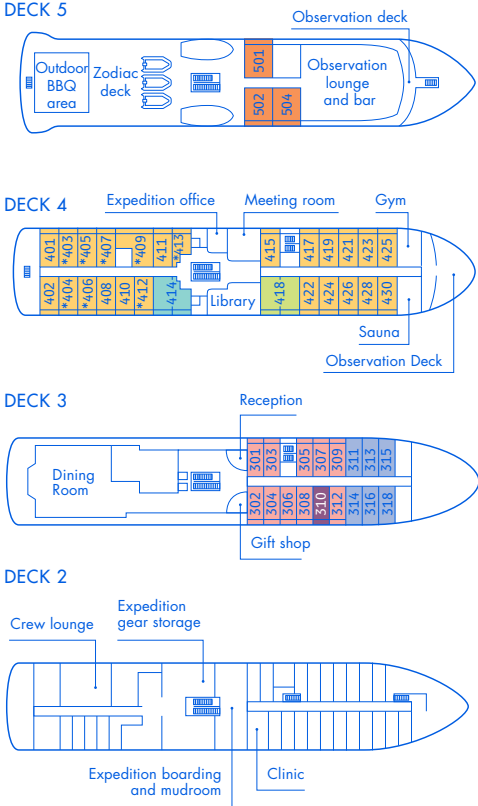 DECK 5
Observation deck
Outdoor
BBQ
area
Zodiac
deck
501
502
504
Observation
lounge
and bar
DECK 4
Expedition office
Meeting room
Gym
401
*403
*405
*407
*409
411
*413
415
417
419
421
423
425
402
*404
*406
408
410
*412
414
Library
418
422
424
426
428
430
Sauna
Observation Deck
DECK 3
Reception
Dining
Room
301
303
305
307
309
311
313
315
302
304
306
308
310
312
314
316
318
Gift shop
DECK 2
Crew lounge
Expedition
gear storage
Expedition boarding
and mudroom
Clinic